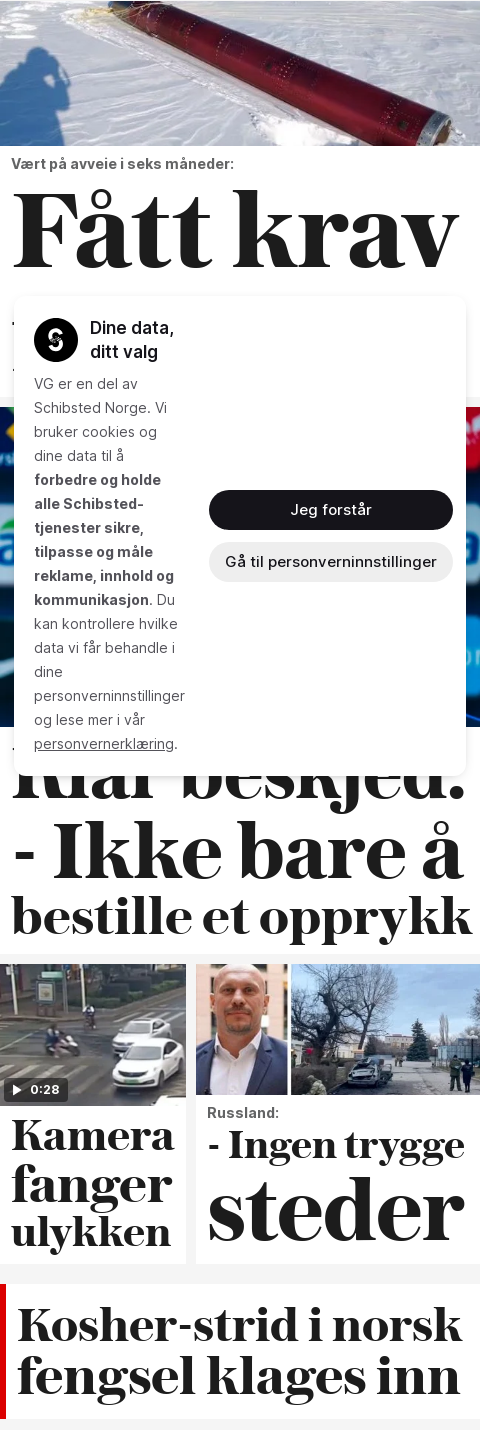 Vært på avveie i seks måneder:
Fått krav
Dine data,
ditt valg
VG er en del av
Schibsted Norge. Vi
bruker cookies og
dine data til å
forbedre og holde
alle Schibsted-
tjenester sikre,
tilpasse og måle
reklame, innhold og
kommunikasjon. Du
kan kontrollere hvilke
data vi får behandle i
dine
personverninnstillinger
og lese mer i vår
personvernerklæring.
Jeg forstår
Gå til personverninnstillinger
Klar beskjed:
- Ikke bare å
bestille et opprykk
0:28
Kamera
fanger
ulykken
Russland:
- Ingen trygge
steder
Kosher-strid i norsk
fengsel klages inn